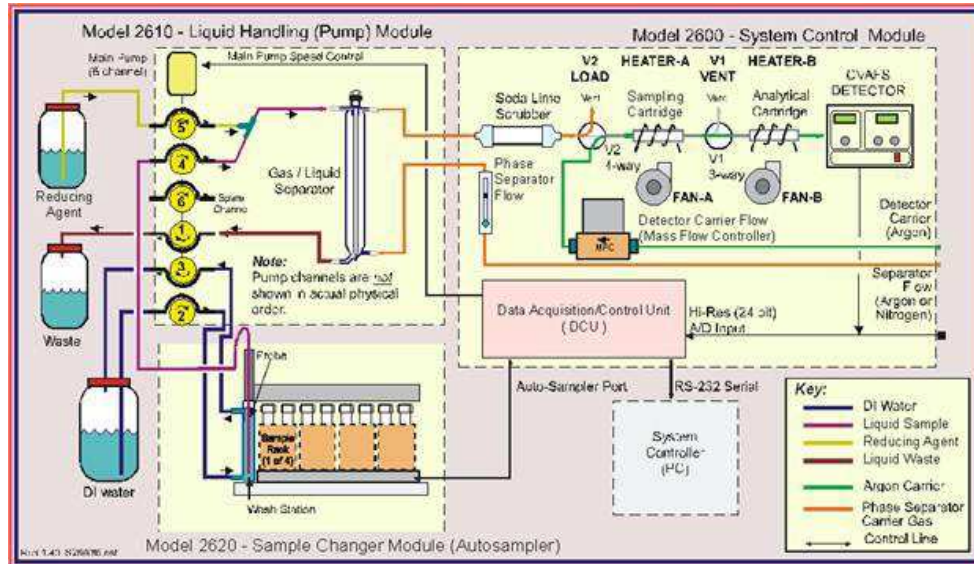 Model 2610 - Liquid Handling (Pump) Module
Model 2600 - System Control Module
Main Pump
(6 channel)
Main Pump Speed Control
V2
LOAD
HEATER-A
V1
VENT
HEATER-B
CVAFS
DETECTOR
Soda Lime
Scrubber
Vent
Sampling
Cartridge
Vent
Analytical
Cartridge
5
4
6
1
3
2
Spare
Channel
Gas / Liquid
Separator
Phase
Separator
Flow
V2
4-way
V1
3-way
FAN-A
FAN-B
Reducing
Agent
Detector Carrier Flow
(Mass Flow Controller)
MFC
Detector
Carrier
(Argon)
Note:
Pump channels are not
shown in actual physical
order.
Separator
Flow
(Argon or
Nitrogen)
Waste
Data Acquisition/Control Unit
(DCU)
Hi-Res (24 bit)
A/D Input
Probe
Auto-Sampler Port
RS-232 Serial
Sample
Rack
(1 of 4)
System
Controller
(PC)
DI water
Wash Station
Key:
DI Water
Liquid Sample
Reducing Agent
Liquid Waste
Argon Carrier
Phase Separator
Carrier Gas
Control Line
Model 2620 - Sample Changer Module (Autosampler)